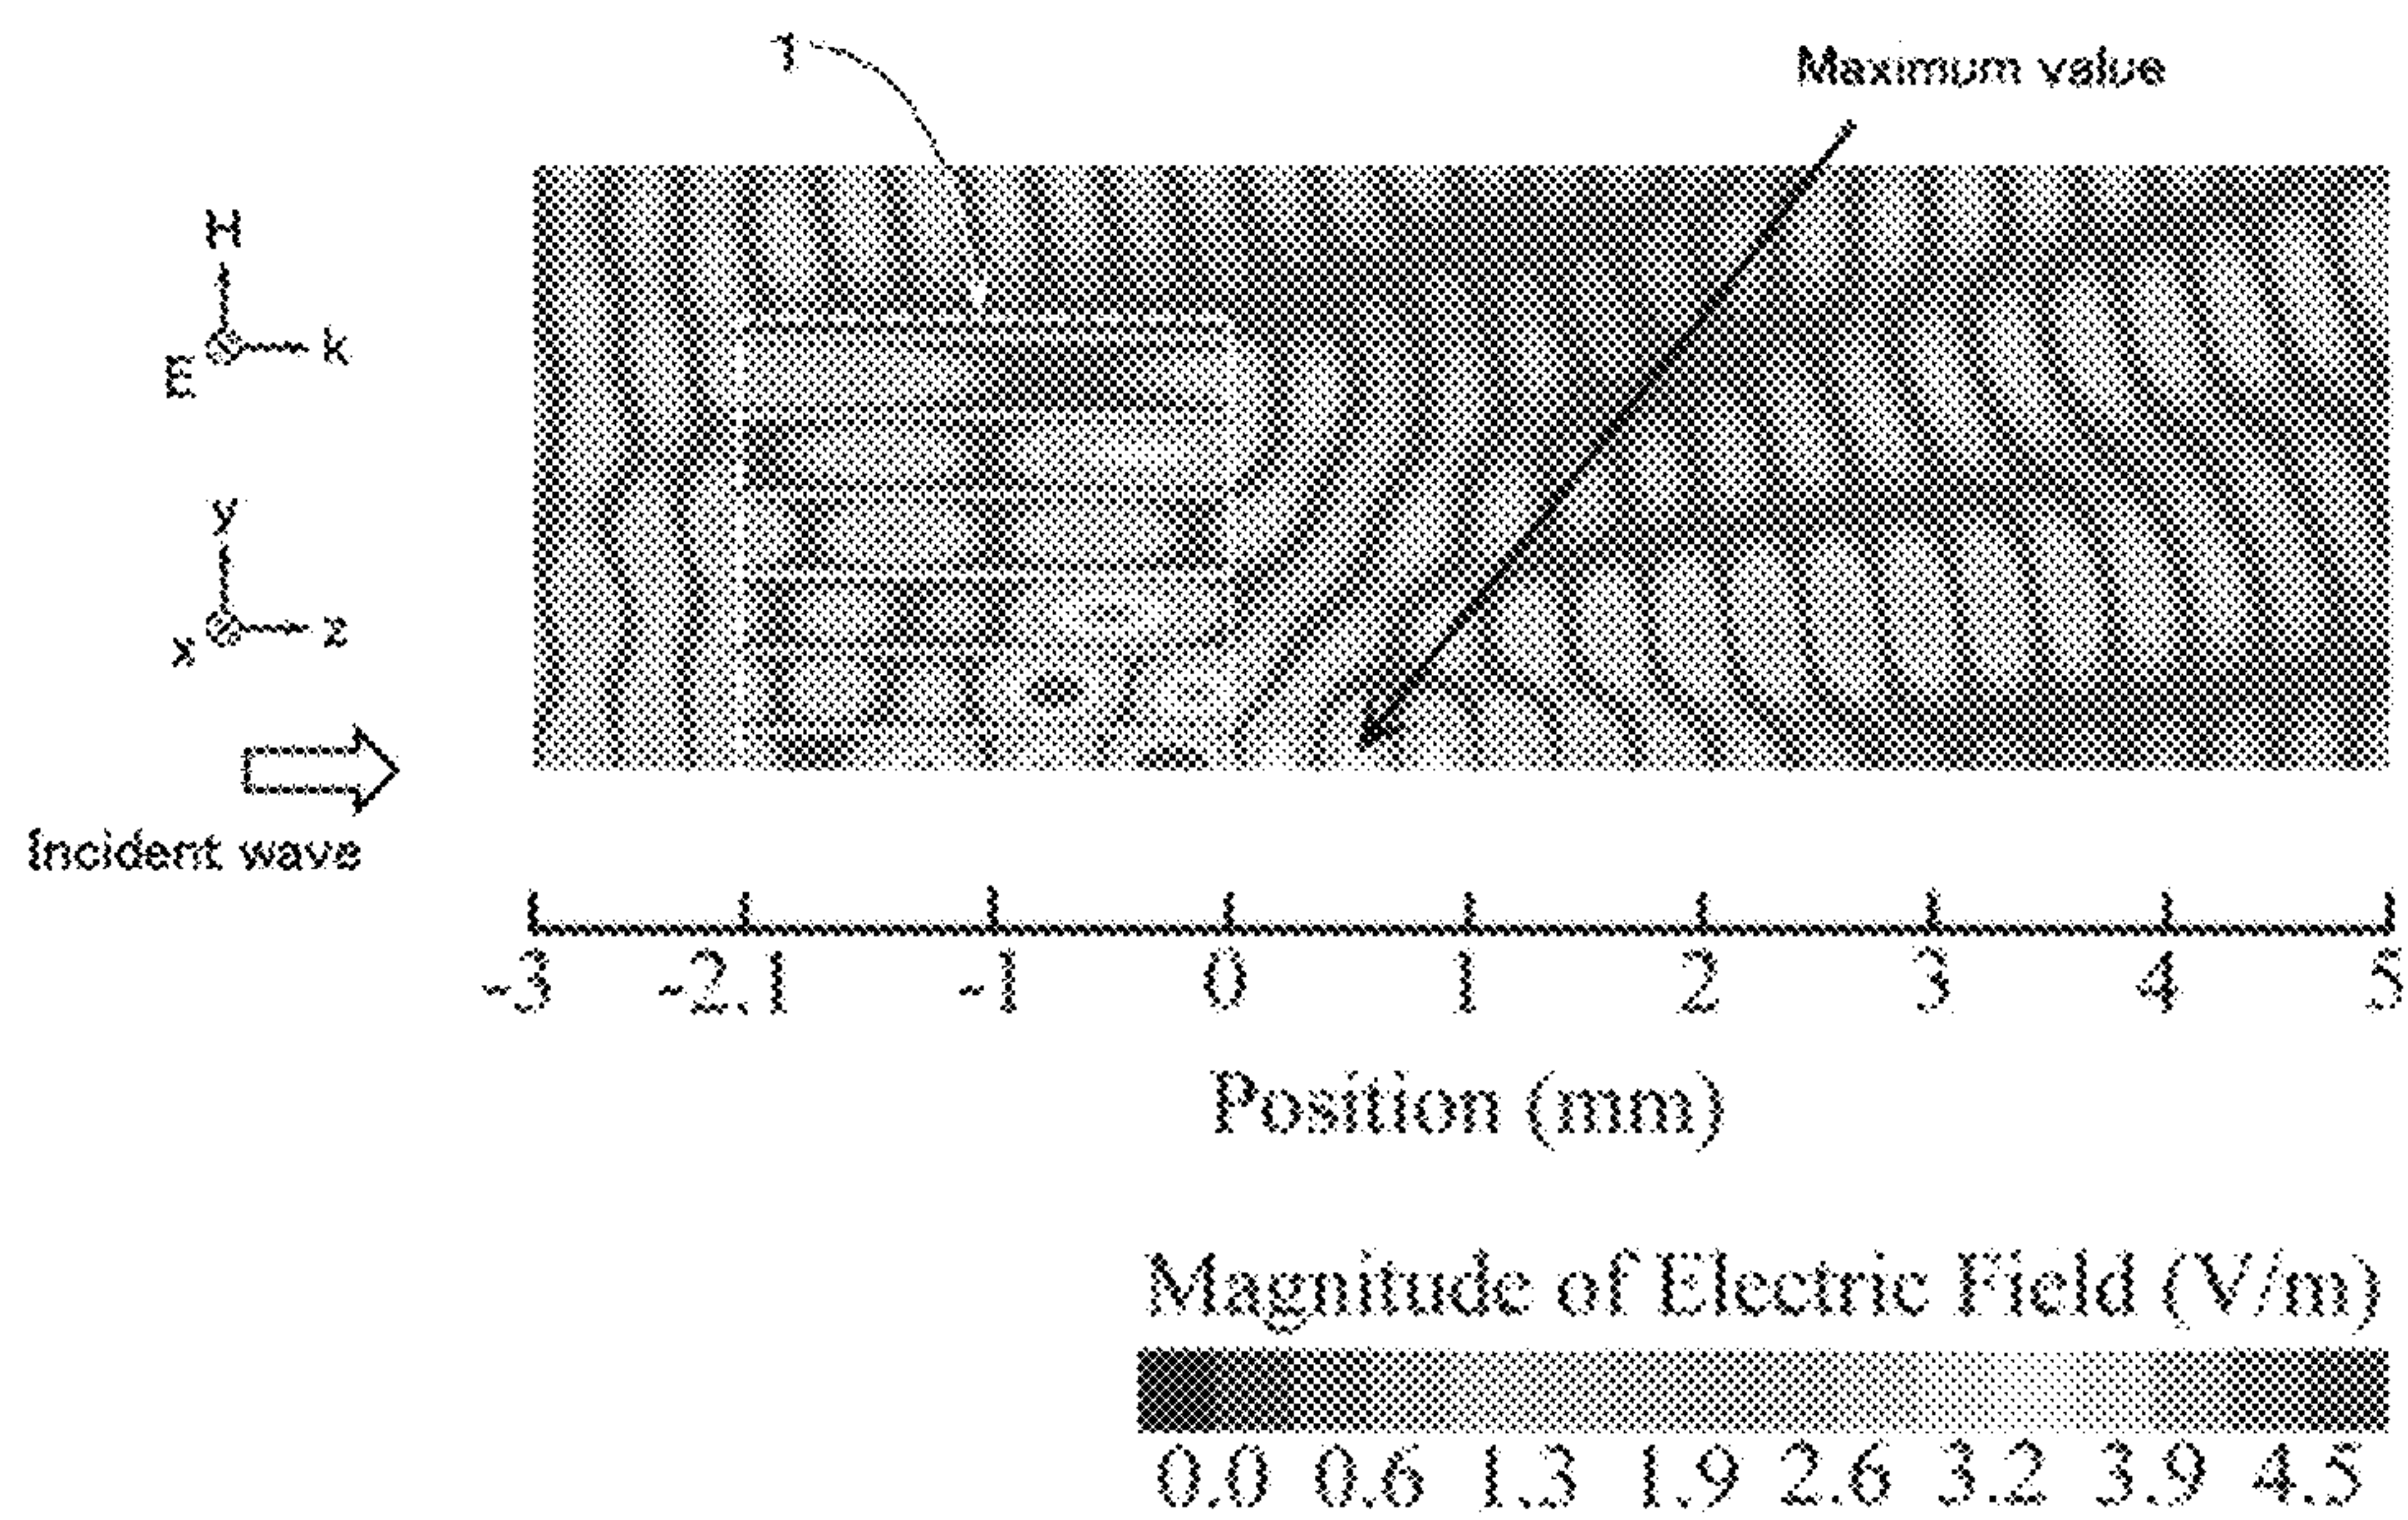 1
Maximum value
H
E
k
y
x
z
Incident wave
-3 -2.1 -1 0 1 2 3 4 5
Position (mm)
Magnitude of Electric Field (V/m)
0.0 0.6 1.3 1.9 2.6 3.2 3.9 4.5